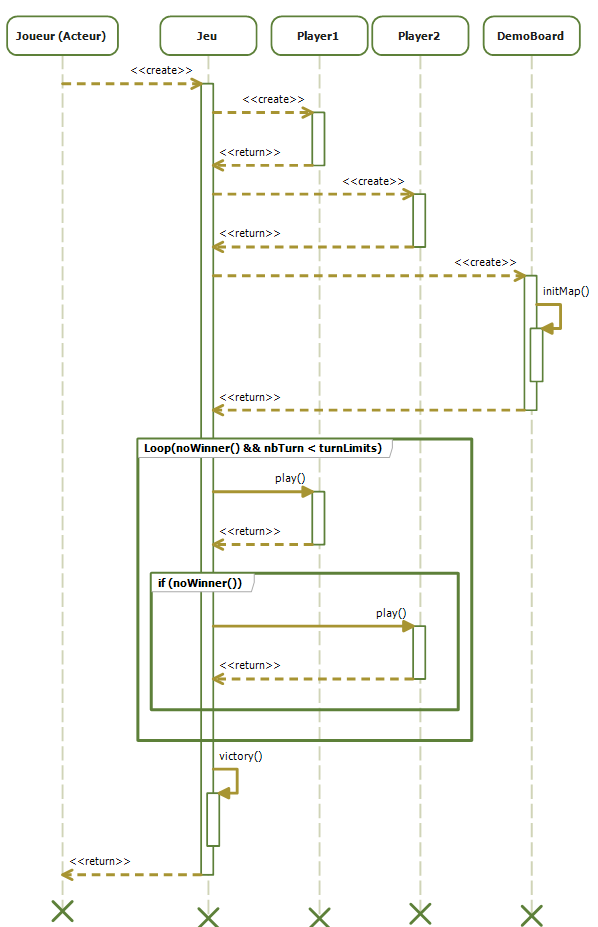 Joueur (Acteur)
Jeu
Player1
Player2
DemoBoard
<<create>>
<<create>>
<<return>>
<<create>>
<<return>>
<<create>>
initMap()
<<return>>
Loop(noWinner() && nbTurn < turnLimits)
play()
<<return>>
if (noWinner())
play()
<<return>>
victory()
<<return>>